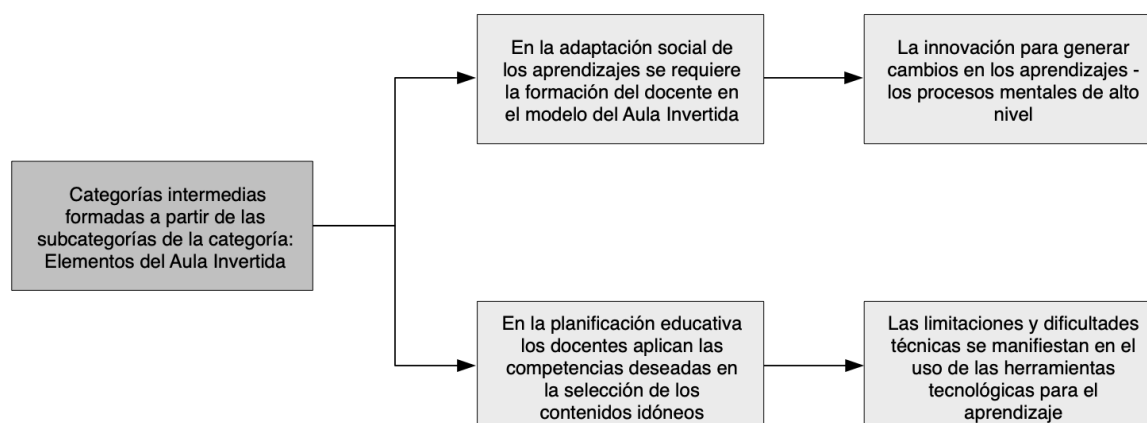 En la adaptación social de
los aprendizajes se requiere
la formación del docente en
el modelo del Aula Invertida
La innovación para generar
cambios en los aprendizajes -
los procesos mentales de alto
nivel
Categorías intermedias
formadas a partir de las
subcategorías de la categoría:
Elementos del Aula Invertida
En la planificación educativa
los docentes aplican las
competencias deseadas en
la selección de los
contenidos idóneos
Las limitaciones y dificultades
técnicas se manifiestan en el
uso de las herramientas
tecnológicas para el
aprendizaje